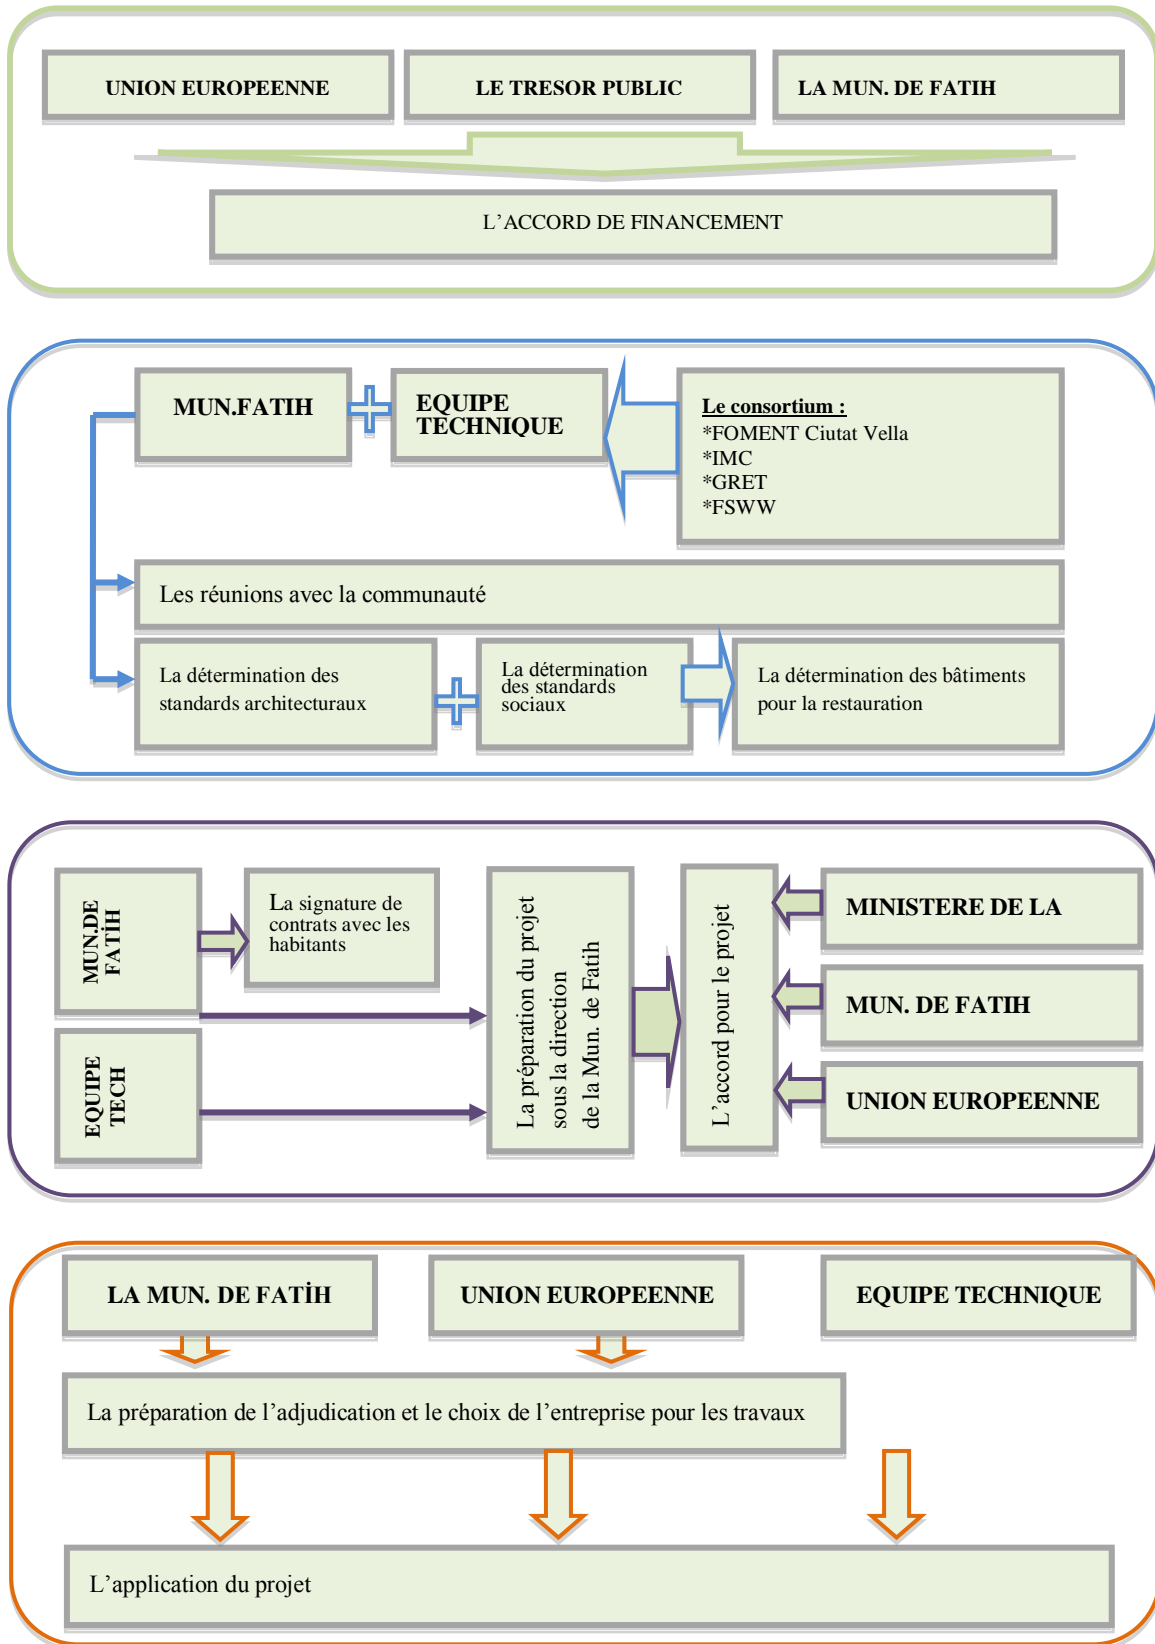 UNION EUROPEENNE
LE TRESOR PUBLIC
LA MUN. DE FATIH
L’ACCORD DE FINANCEMENT
MUN.FATIH
EQUIPE
TECHNIQUE
Le consortium :
*FOMENT Ciutat Vella
*IMC
*GRET
*FSWW
Les réunions avec la communauté
La détermination des
standards architecturaux
La détermination
des standards
sociaux
La détermination des bâtiments
pour la restauration
MUN.DE
FATİH
La signature de
contrats avec les
habitants
EQUIPE
TECH
La préparation du projet
sous la direction
de la Mun. de Fatih
L’accord pour le projet
MINISTERE DE LA
MUN. DE FATIH
UNION EUROPEENNE
LA MUN. DE FATİH
UNION EUROPEENNE
EQUIPE TECHNIQUE
La préparation de l’adjudication et le choix de l’entreprise pour les travaux
L’application du projet